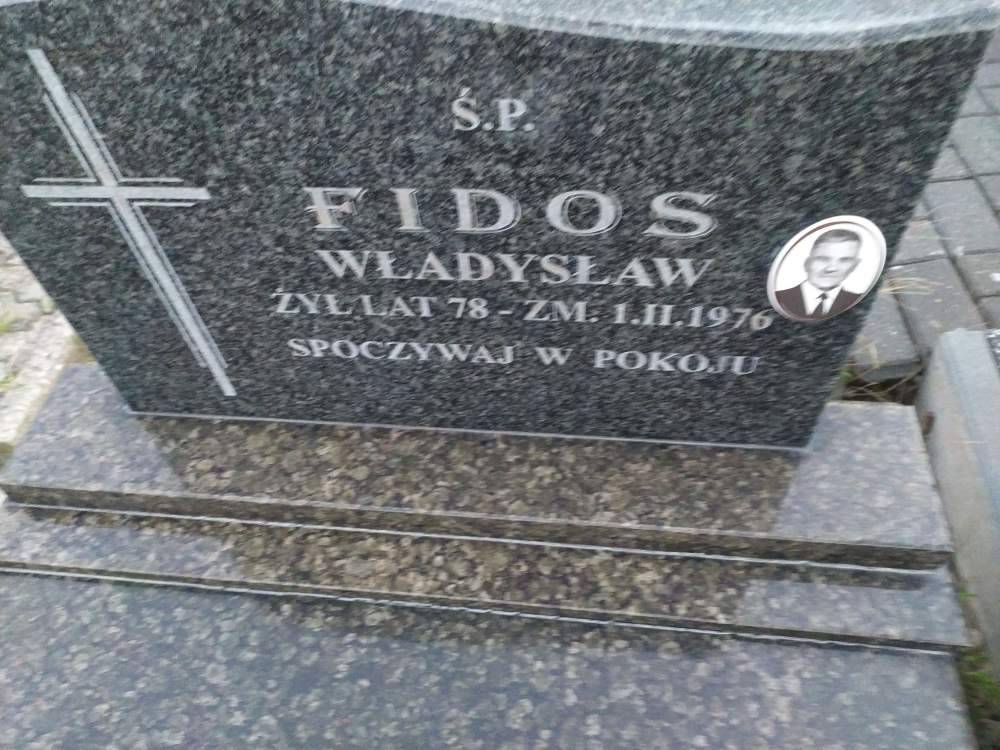 Ś.P.
FIDOS
WŁADYSŁAW
ŻYŁ LAT 78 - ZM. 1.II.1976
SPOCZYWAJ W POKOJU